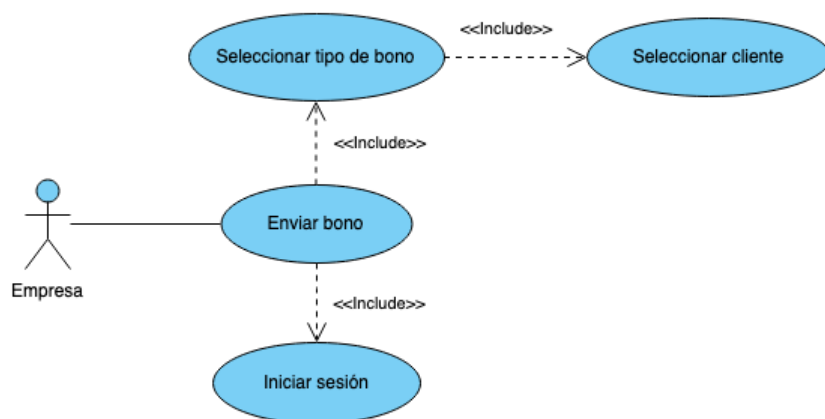 <<Include>>
Seleccionar tipo de bono
Seleccionar cliente
<<Include>>
Enviar bono
Empresa
<<Include>>
Iniciar sesión